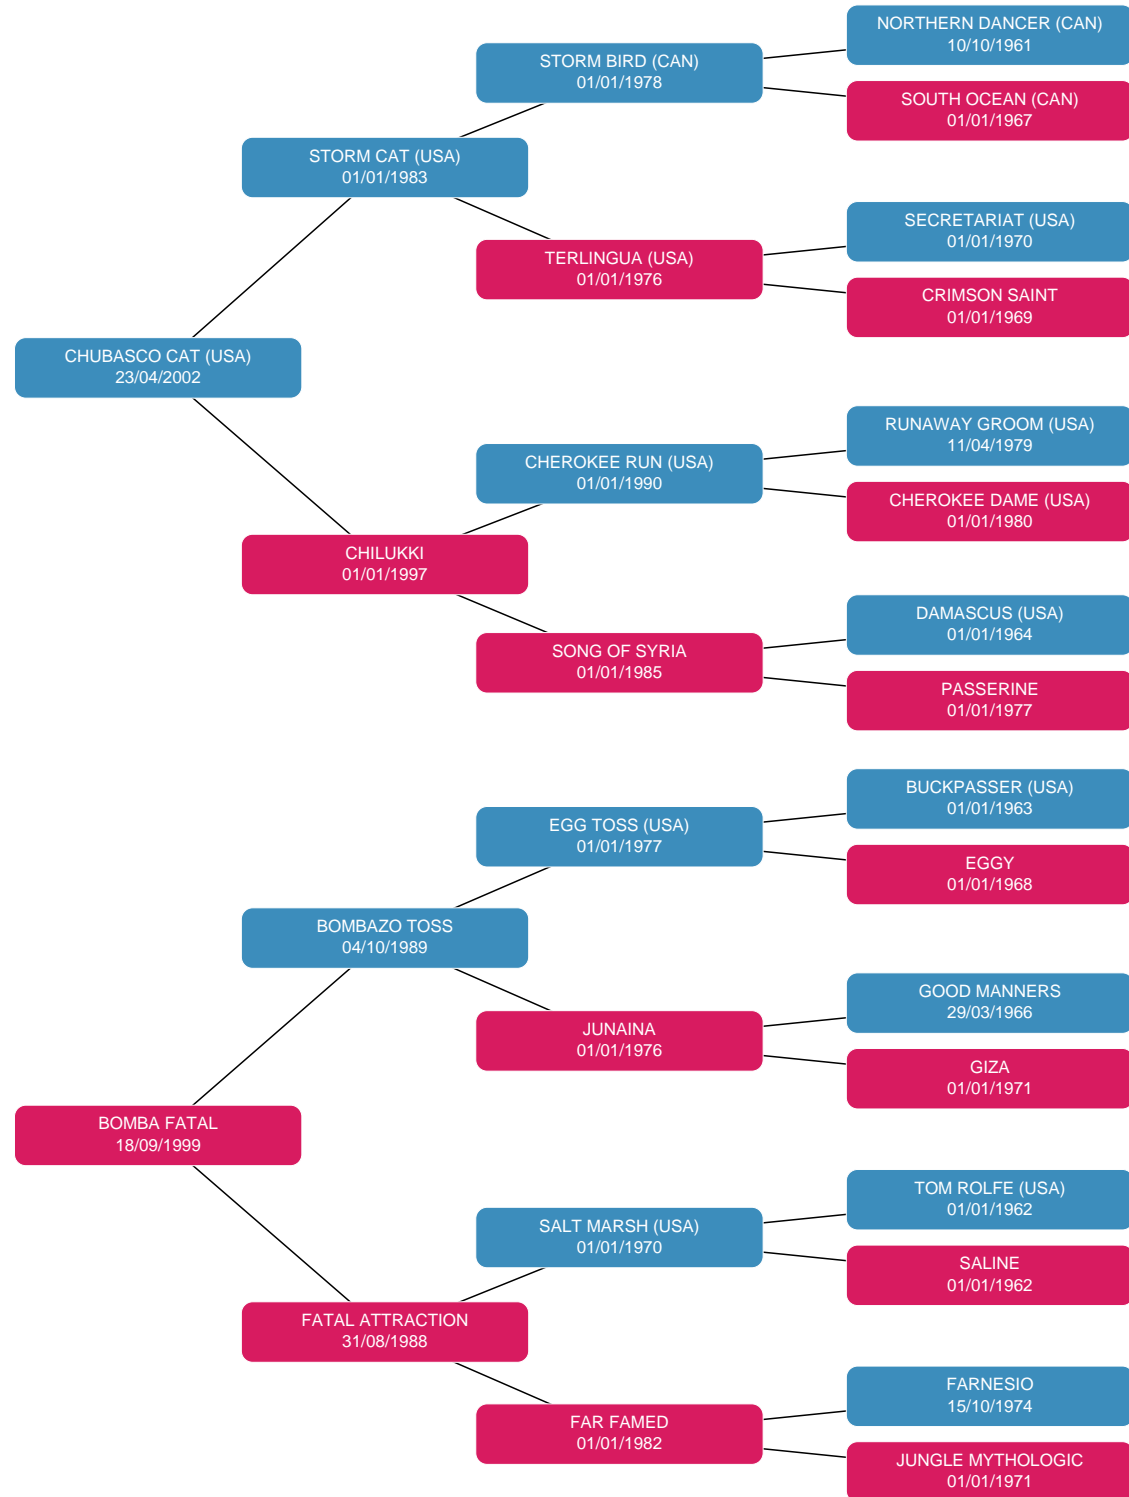 NORTHERN DANCER (CAN)
10/10/1961
STORM BIRD (CAN)
01/01/1978
SOUTH OCEAN (CAN)
01/01/1967
STORM CAT (USA)
01/01/1983
SECRETARIAT (USA)
01/01/1970
TERLINGUA (USA)
01/01/1976
CRIMSON SAINT
01/01/1969
CHUBASCO CAT (USA)
23/04/2002
RUNAWAY GROOM (USA)
11/04/1979
CHEROKEE RUN (USA)
01/01/1990
CHEROKEE DAME (USA)
01/01/1980
CHILUKKI
01/01/1997
DAMASCUS (USA)
01/01/1964
SONG OF SYRIA
01/01/1985
PASSERINE
01/01/1977
BUCKPASSER (USA)
01/01/1963
EGG TOSS (USA)
01/01/1977
EGGY
01/01/1968
BOMBAZO TOSS
04/10/1989
GOOD MANNERS
29/03/1966
JUNAINA
01/01/1976
GIZA
01/01/1971
BOMBA FATAL
18/09/1999
TOM ROLFE (USA)
01/01/1962
SALT MARSH (USA)
01/01/1970
SALINE
01/01/1962
FATAL ATTRACTION
31/08/1988
FARNESIO
15/10/1974
FAR FAMED
01/01/1982
JUNGLE MYTHOLOGIC
01/01/1971